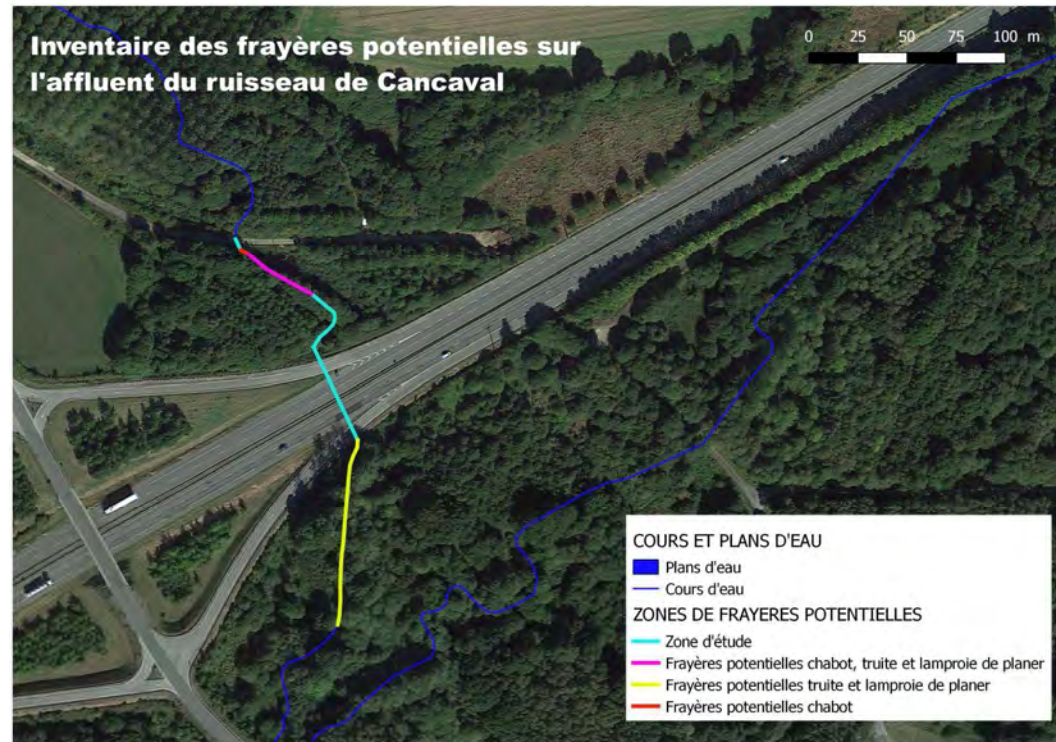 Inventaire des frayères potentielles sur
l'affluent du ruisseau de Cancaval
0 25 50 75 100 m
COURS ET PLANS D'EAU
Plans d'eau
Cours d'eau
ZONES DE FRAYERES POTENTIELLES
Zone d'étude
Frayères potentielles chabot, truite et lamproie de planer
Frayères potentielles truite et lamproie de planer
Frayères potentielles chabot